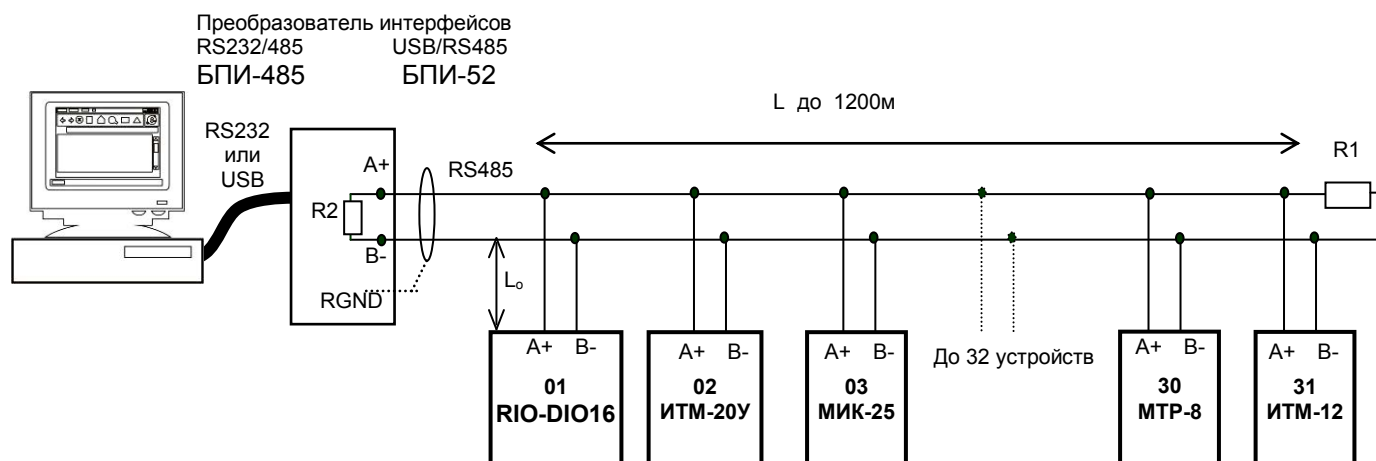 Преобразователь интерфейсов
RS232/485 USB/RS485
БПИ-485 БПИ-52
L до 1200м
RS232
или
USB
A+
RS485
R1
R2
B-
RGND
Lo
A+ B-
01
RIO-DIO16
A+ B-
02
ИТМ-20У
A+ B-
03
МИК-25
До 32 устройств
A+ B-
30
МТР-8
A+ B-
31
ИТМ-12